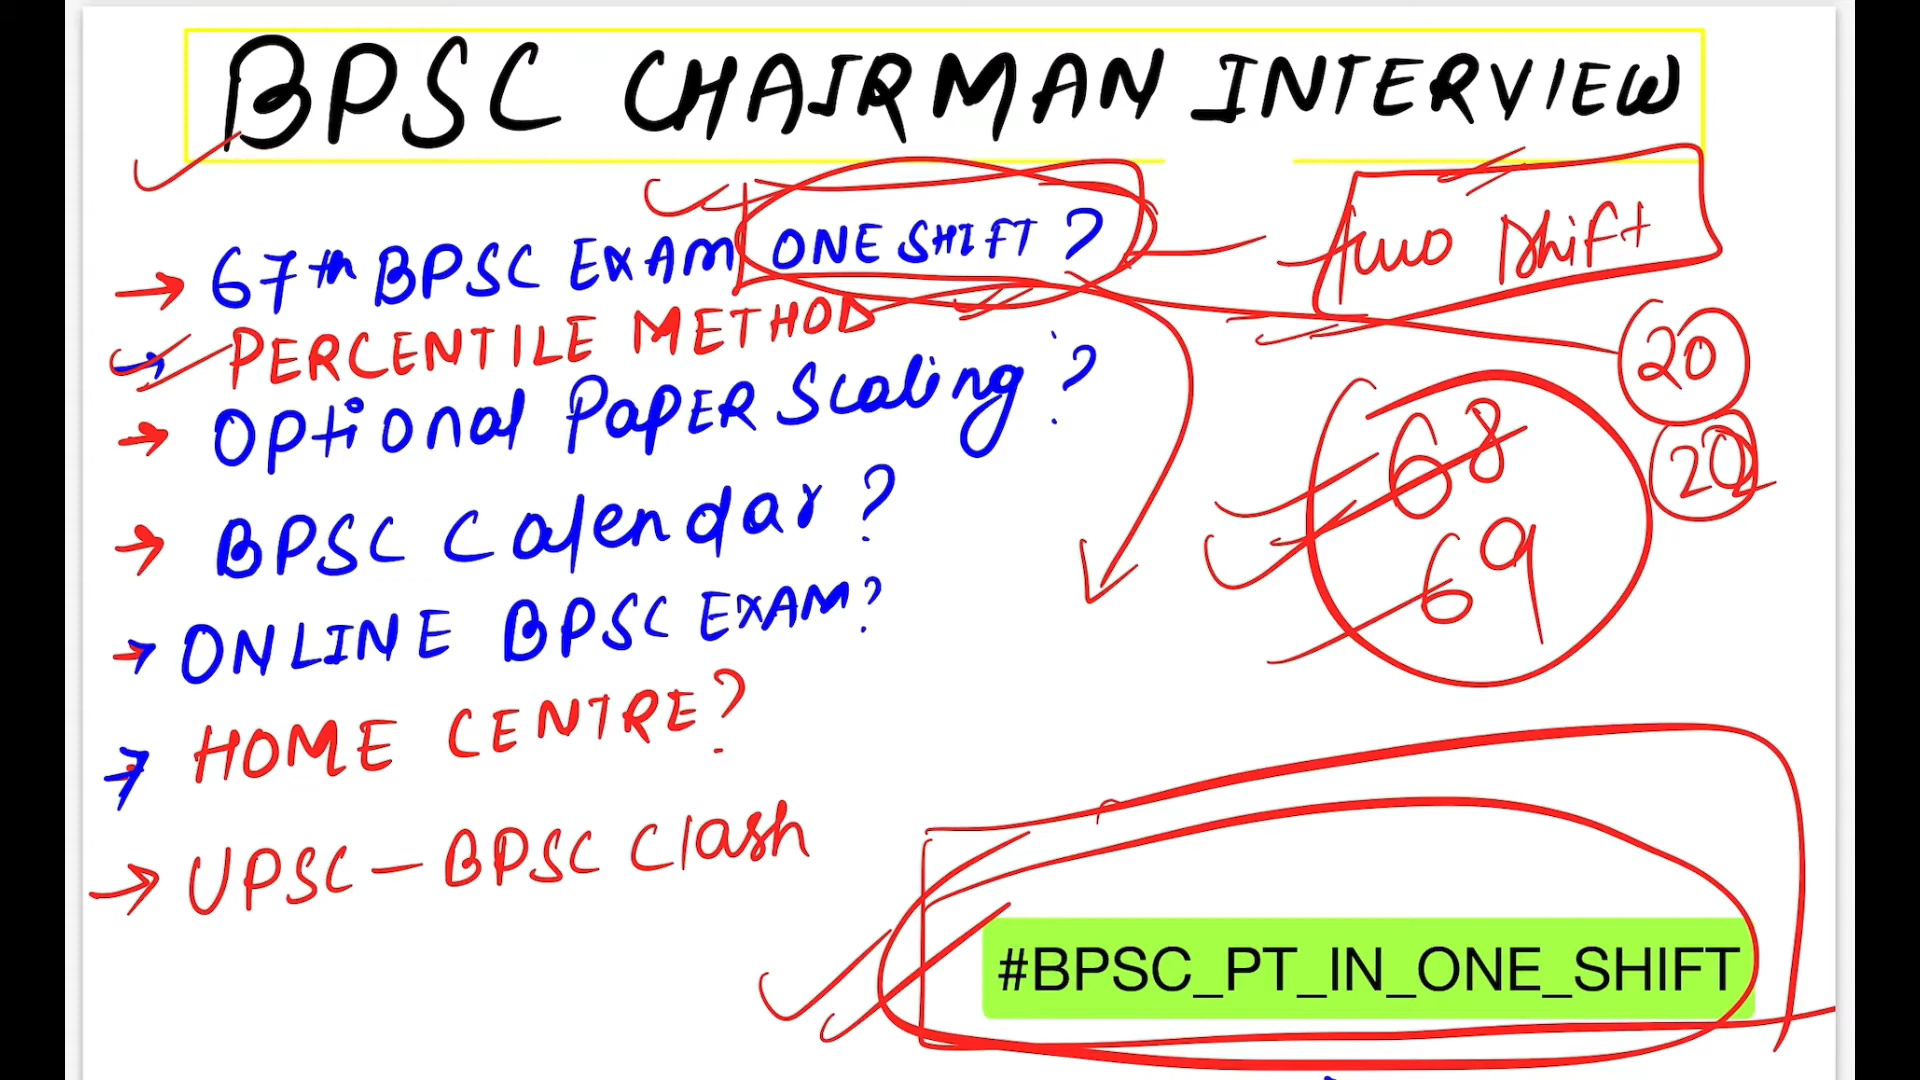 BPSC CHAIRMAN INTERVIEW
→ 67th BPSC EXAM ONE SHIFT ?
Two Shift
→ PERCENTILE METHOD
20
→ Optional PAPER Scaling ?
68
20
→ BPSC Calendar ?
69
→ ONLINE BPSC EXAM?
→ HOME CENTRE?
→ UPSC - BPSC Clash
#BPSC_PT_IN_ONE_SHIFT